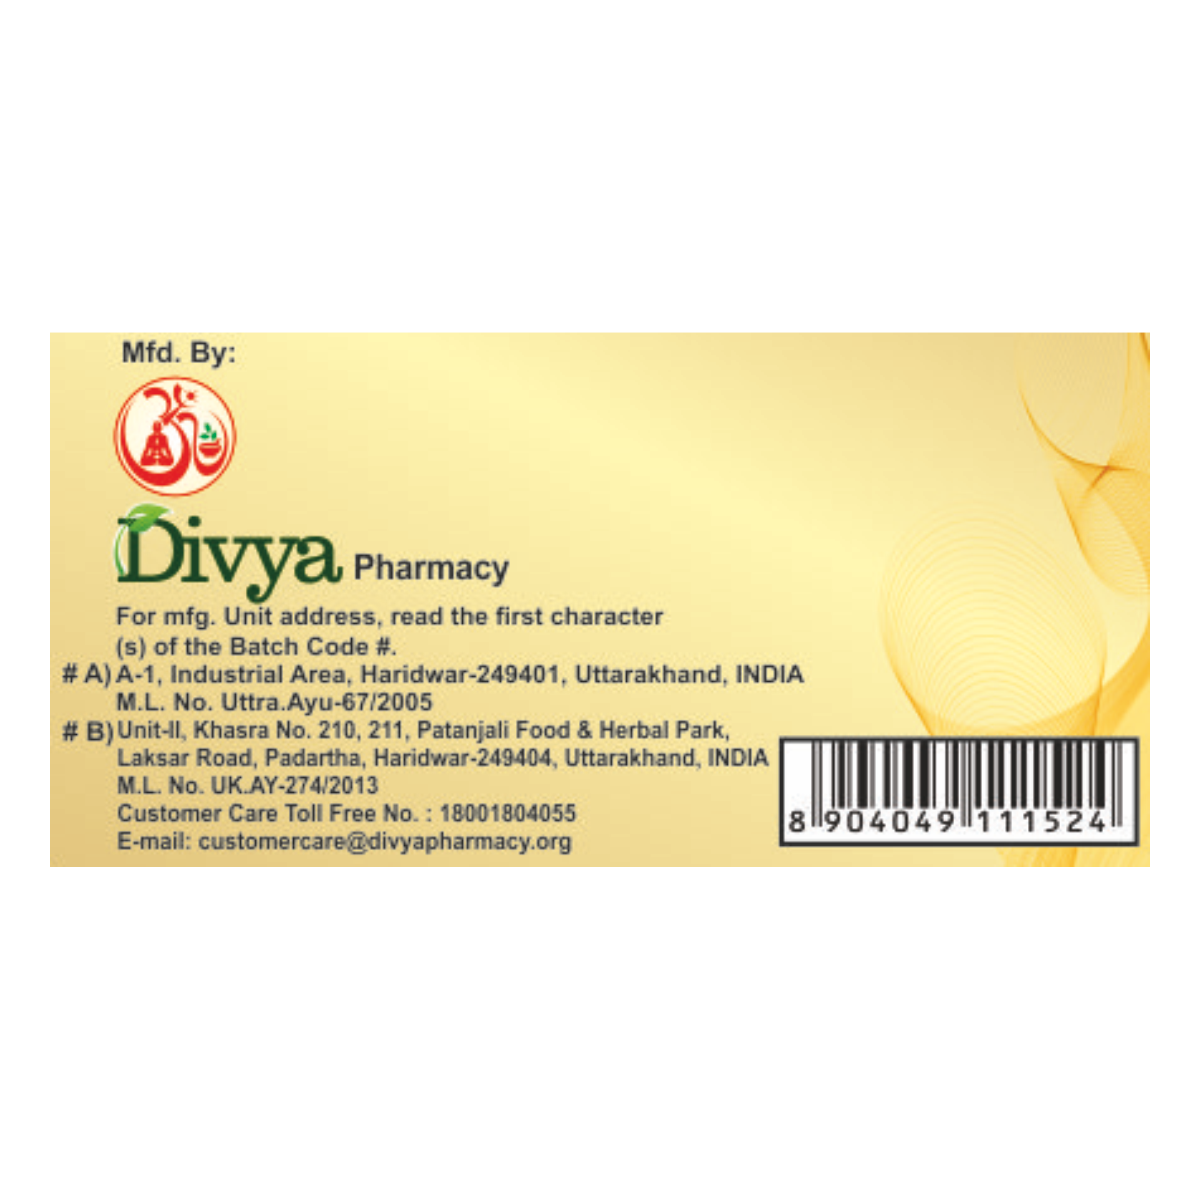 Mfd. By:
Divya Pharmacy
For mfg. Unit address, read the first character
(s) of the Batch Code #.
# A) A-1, Industrial Area, Haridwar-249401, Uttarakhand, INDIA
M.L. No. Uttra.Ayu-67/2005
# B) Unit-II, Khasra No. 210, 211, Patanjali Food & Herbal Park,
Laksar Road, Padartha, Haridwar-249404, Uttarakhand, INDIA
M.L. No. UK.AY-274/2013
Customer Care Toll Free No. : 18001804055
E-mail: customercare@divyapharmacy.org
8 904049 111524